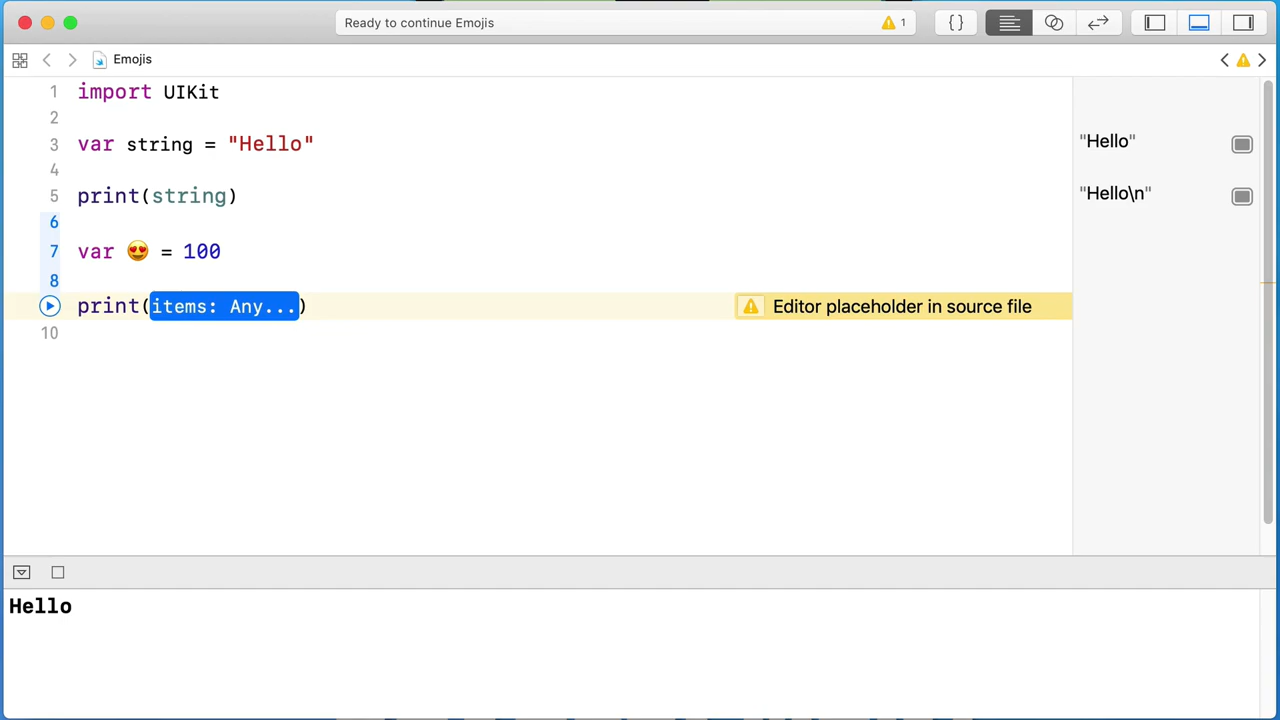 Ready to continue Emojis
1
{}
Emojis
1 import UIKit
2
3 var string = "Hello"
4
5 print(string)
6
7 var 😍 = 100
8
print(items: Any...)
10
Editor placeholder in source file
"Hello"
"Hello\n"
Hello